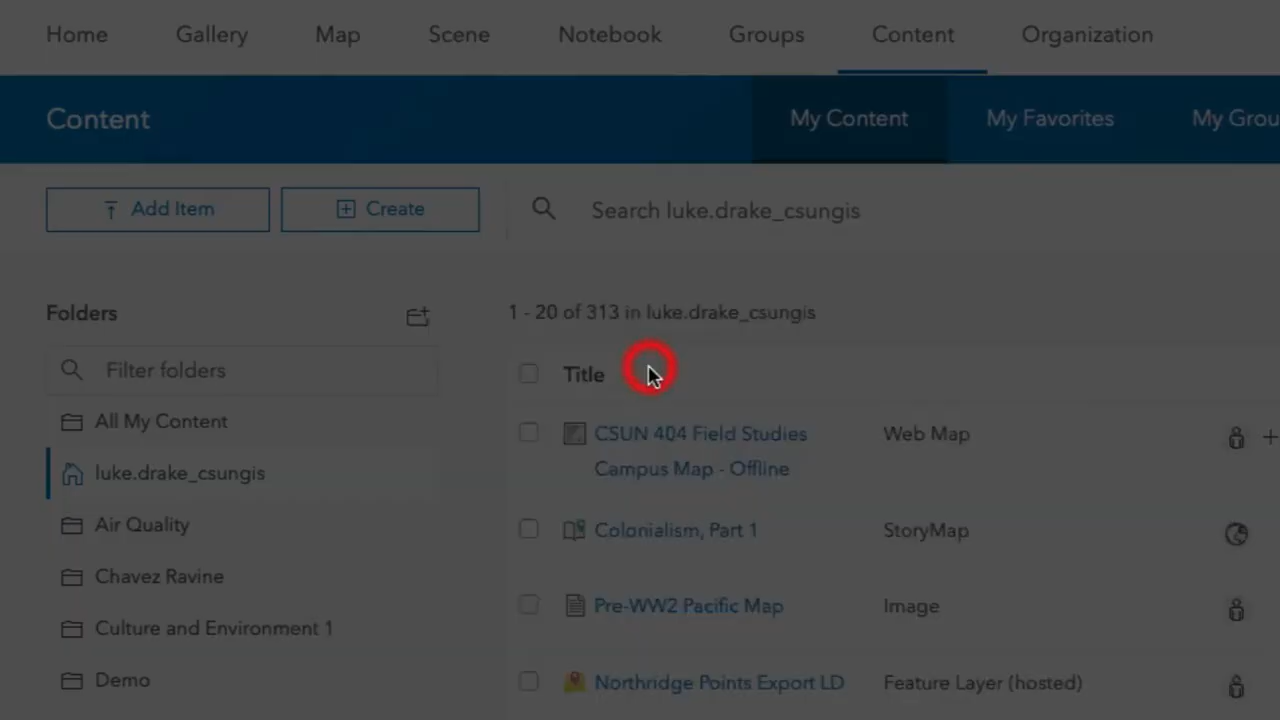 Home Gallery Map Scene Notebook Groups Content Organization
Content My Content My Favorites My Grou
Add Item Create Search luke.drake_csungis
Folders 1 - 20 of 313 in luke.drake_csungis
Filter folders Title
All My Content CSUN 404 Field Studies Web Map
Campus Map - Offline
luke.drake_csungis
Air Quality Colonialism, Part 1 StoryMap
Chavez Ravine
Culture and Environment 1 Pre-WW2 Pacific Map Image
Demo Northridge Points Export LD Feature Layer (hosted)